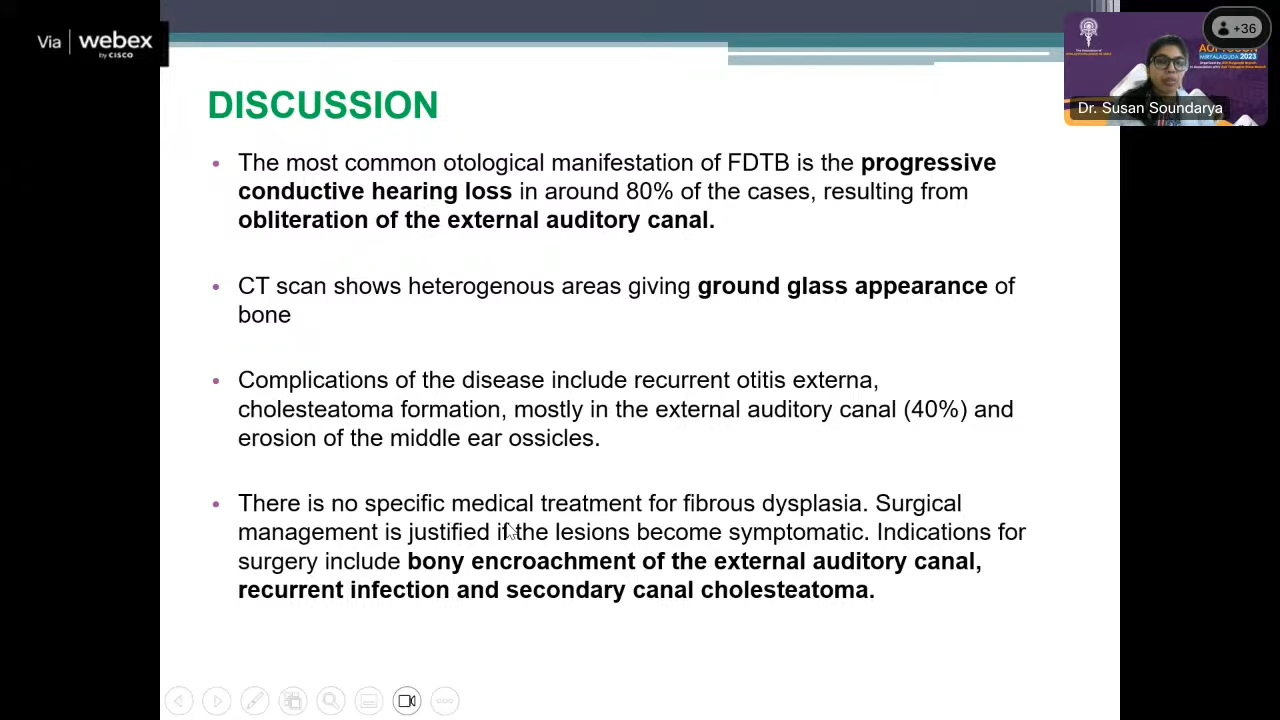 Via webex
by CISCO
+36
MIRYALAGUDA 2023
Dr. Susan Soundarya
DISCUSSION
• The most common otological manifestation of FDTB is the progressive
conductive hearing loss in around 80% of the cases, resulting from
obliteration of the external auditory canal.
• CT scan shows heterogenous areas giving ground glass appearance of
bone
• Complications of the disease include recurrent otitis externa,
cholesteatoma formation, mostly in the external auditory canal (40%) and
erosion of the middle ear ossicles.
• There is no specific medical treatment for fibrous dysplasia. Surgical
management is justified if the lesions become symptomatic. Indications for
surgery include bony encroachment of the external auditory canal,
recurrent infection and secondary canal cholesteatoma.